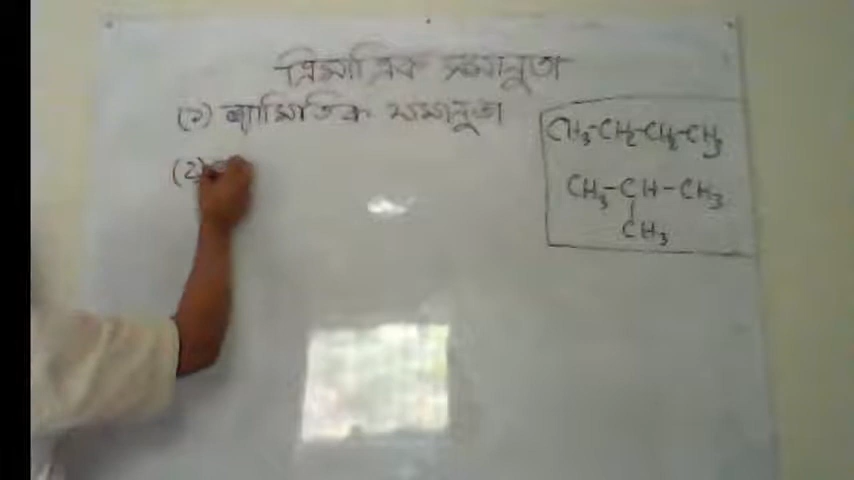 ত্রিমাত্রিক সমানুতা
(১) জ্যামিতিক সমানুতা
(2)
CH₃-CH₂-CH₂-CH₃
CH₃-CH-CH₃
|
CH₃